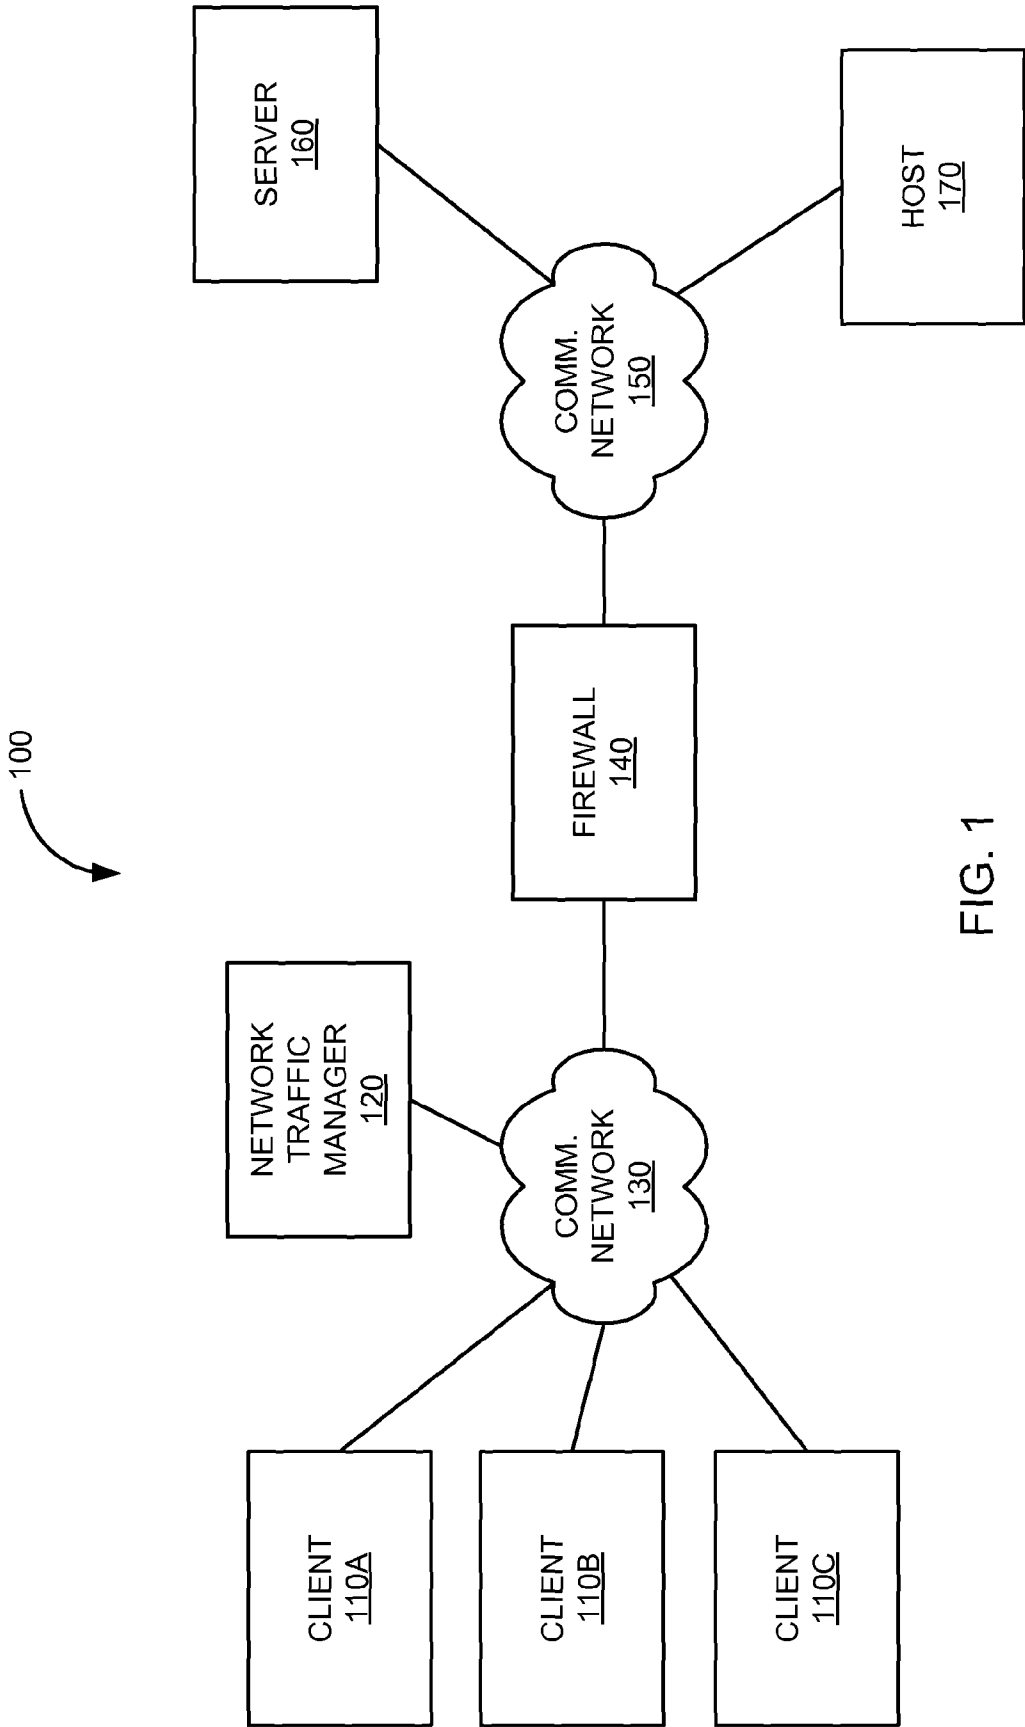 100
SERVER
160
NETWORK
TRAFFIC
MANAGER
120
CLIENT
110A
COMM.
NETWORK
130
FIREWALL
140
COMM.
NETWORK
150
CLIENT
110B
CLIENT
110C
HOST
170
FIG. 1